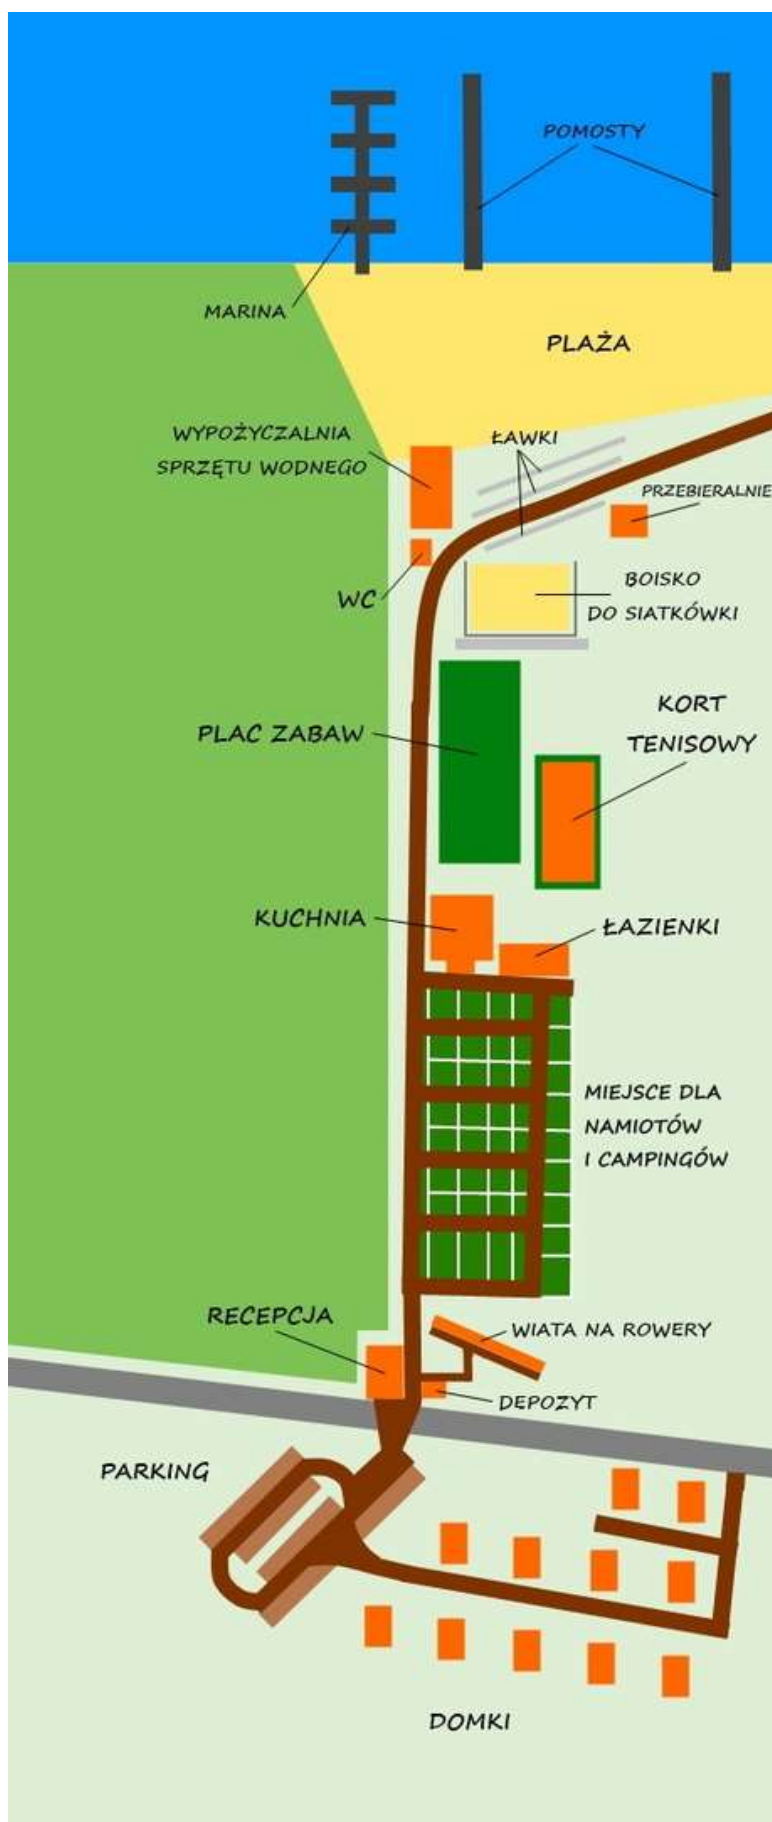 POMOSTY
MARINA
PLAŻA
WYPOŻYCZALNIA
SPRZĘTU WODNEGO
ŁAWKI
PRZEBIERALNIE
WC
BOISKO
DO SIATKÓWKI
PLAC ZABAW
KORT
TENISOWY
KUCHNIA
ŁAZIENKI
MIEJSCE DLA
NAMIOTÓW
I CAMPINGÓW
RECEPCJA
WIATA NA ROWERY
DEPOZYT
PARKING
DOMKI